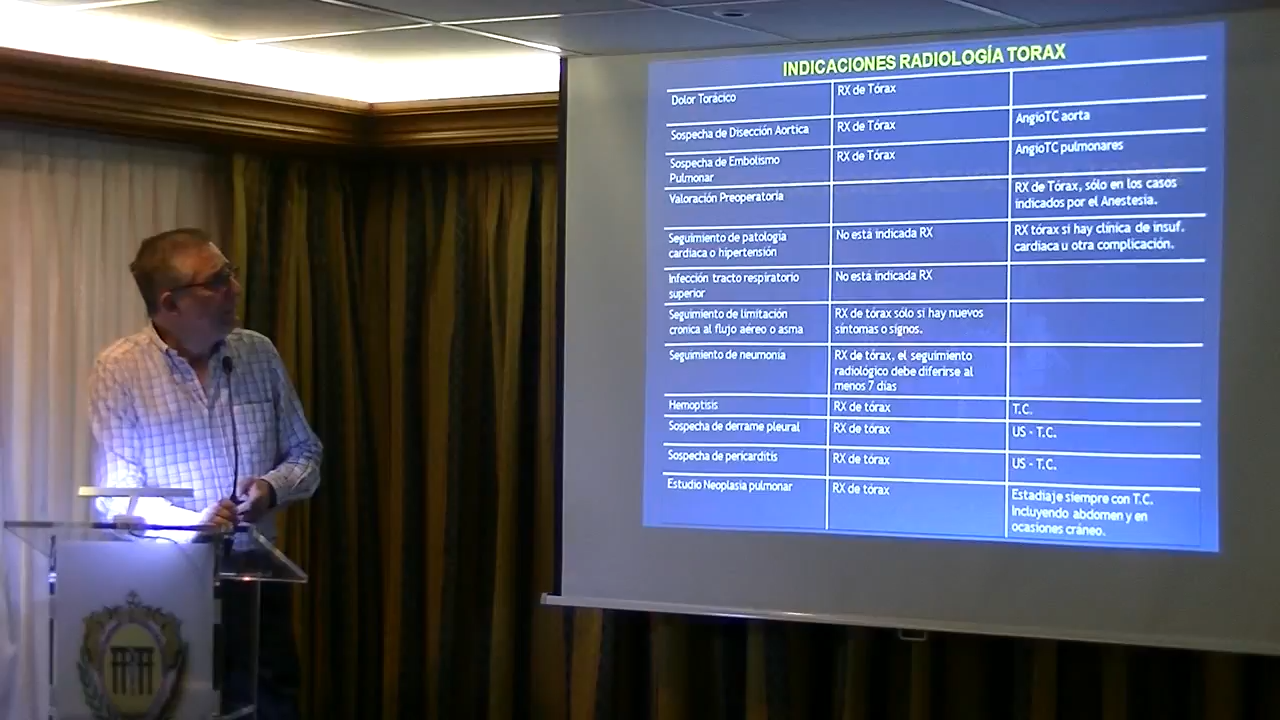 INDICACIONES RADIOLOGÍA TORAX
Dolor Torácico
RX de Tórax
Sospecha de Disección Aortica
RX de Tórax
AngioTC aorta
Sospecha de Embolismo
Pulmonar
RX de Tórax
AngioTC pulmonares
Valoración Preoperatoria
RX de Tórax, sólo en los casos
indicados por el Anestesia.
Seguimiento de patología
cardiaca o hipertensión
No está indicada RX
RX tórax si hay clínica de insuf.
cardiaca u otra complicación.
Infección tracto respiratorio
superior
No está indicada RX
Seguimiento de limitación
cronica al flujo aéreo o asma
RX de tórax sólo si hay nuevos
síntomas o signos.
Seguimiento de neumonía
RX de tórax, el seguimiento
radiológico debe diferirse al
menos 7 días
Hemoptisis
RX de tórax
T.C.
Sospecha de derrame pleural
RX de tórax
US - T.C.
Sospecha de pericarditis
RX de tórax
US - T.C.
Estudio Neoplasia pulmonar
RX de tórax
Estadiaje siempre con T.C.
Incluyendo abdomen y en
ocasiones cráneo.